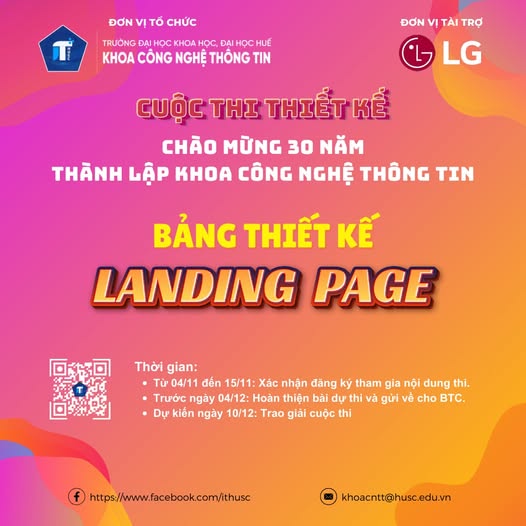 ĐƠN VỊ TỔ CHỨC
ĐƠN VỊ TÀI TRỢ
TRƯỜNG ĐẠI HỌC KHOA HỌC, ĐẠI HỌC HUẾ
KHOA CÔNG NGHỆ THÔNG TIN
LG
CUỘC THI THIẾT KẾ
CHÀO MỪNG 30 NĂM
THÀNH LẬP KHOA CÔNG NGHỆ THÔNG TIN
BẢNG THIẾT KẾ
LANDING PAGE
Thời gian:
• Từ 04/11 đến 15/11: Xác nhận đăng ký tham gia nội dung thi.
• Trước ngày 04/12: Hoàn thiện bài dự thi và gửi về cho BTC.
• Dự kiến ngày 10/12: Trao giải cuộc thi
https://www.facebook.com/ithusc
khoacntt@husc.edu.vn